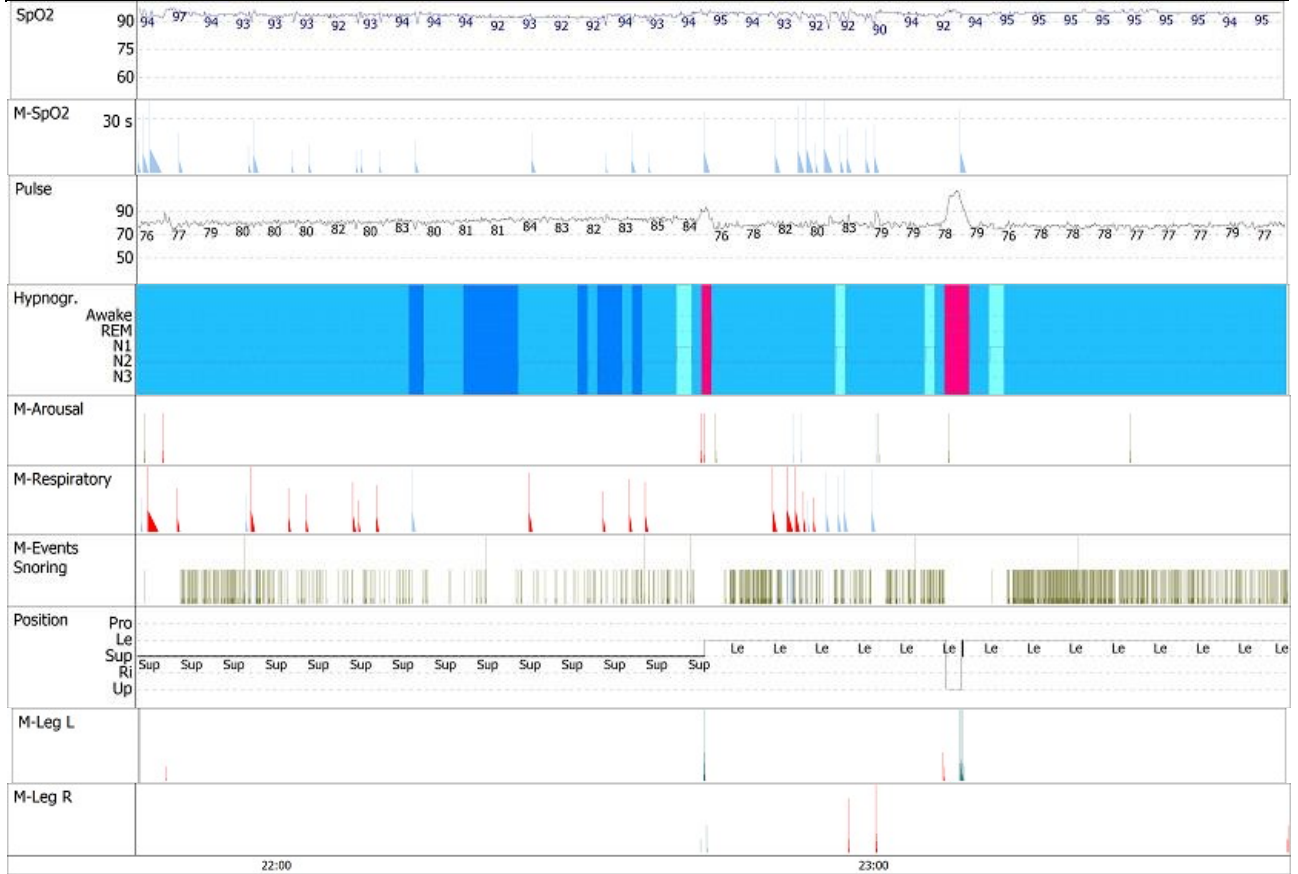 SpO2
90
94 97 94 93 93 93 92 93 94 94 93 92 93 92 92 94 93 94 95 94 93 92 92 90 94 92 94 95 95 95 95 95 95 95 94 95
75
60
M-SpO2
30 s
Pulse
90
70
76 77 79 80 80 80 82 80 83 80 81 81 84 83 82 83 85 84 76 78 82 80 83 79 79 78 79 76 78 78 78 77 77 77 79 77
50
Hypnogr.
Awake
REM
N1
N2
N3
M-Arousal
M-Respiratory
M-Events
Snoring
Position
Pro
Le
Le Le Le Le Le Le Le Le Le Le Le Le Le Le
Sup
Sup Sup Sup Sup Sup Sup Sup Sup Sup Sup Sup Sup Sup Sup
Ri
Up
M-Leg L
M-Leg R
22:00 23:00